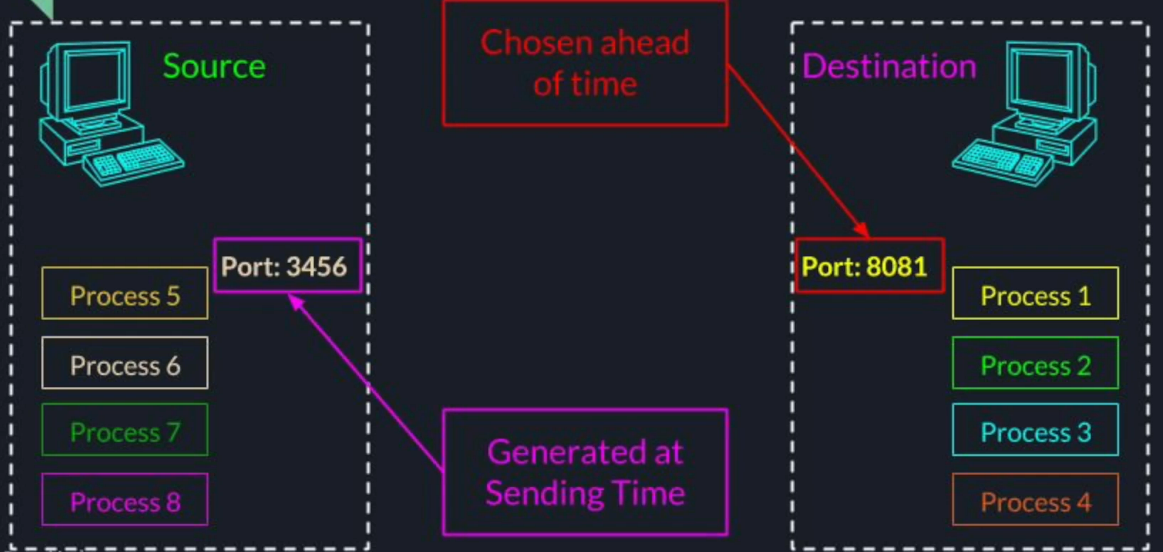 Source
Chosen ahead
of time
Destination
Port: 3456
Port: 8081
Process 5
Process 1
Process 6
Process 2
Process 7
Process 3
Generated at
Sending Time
Process 8
Process 4